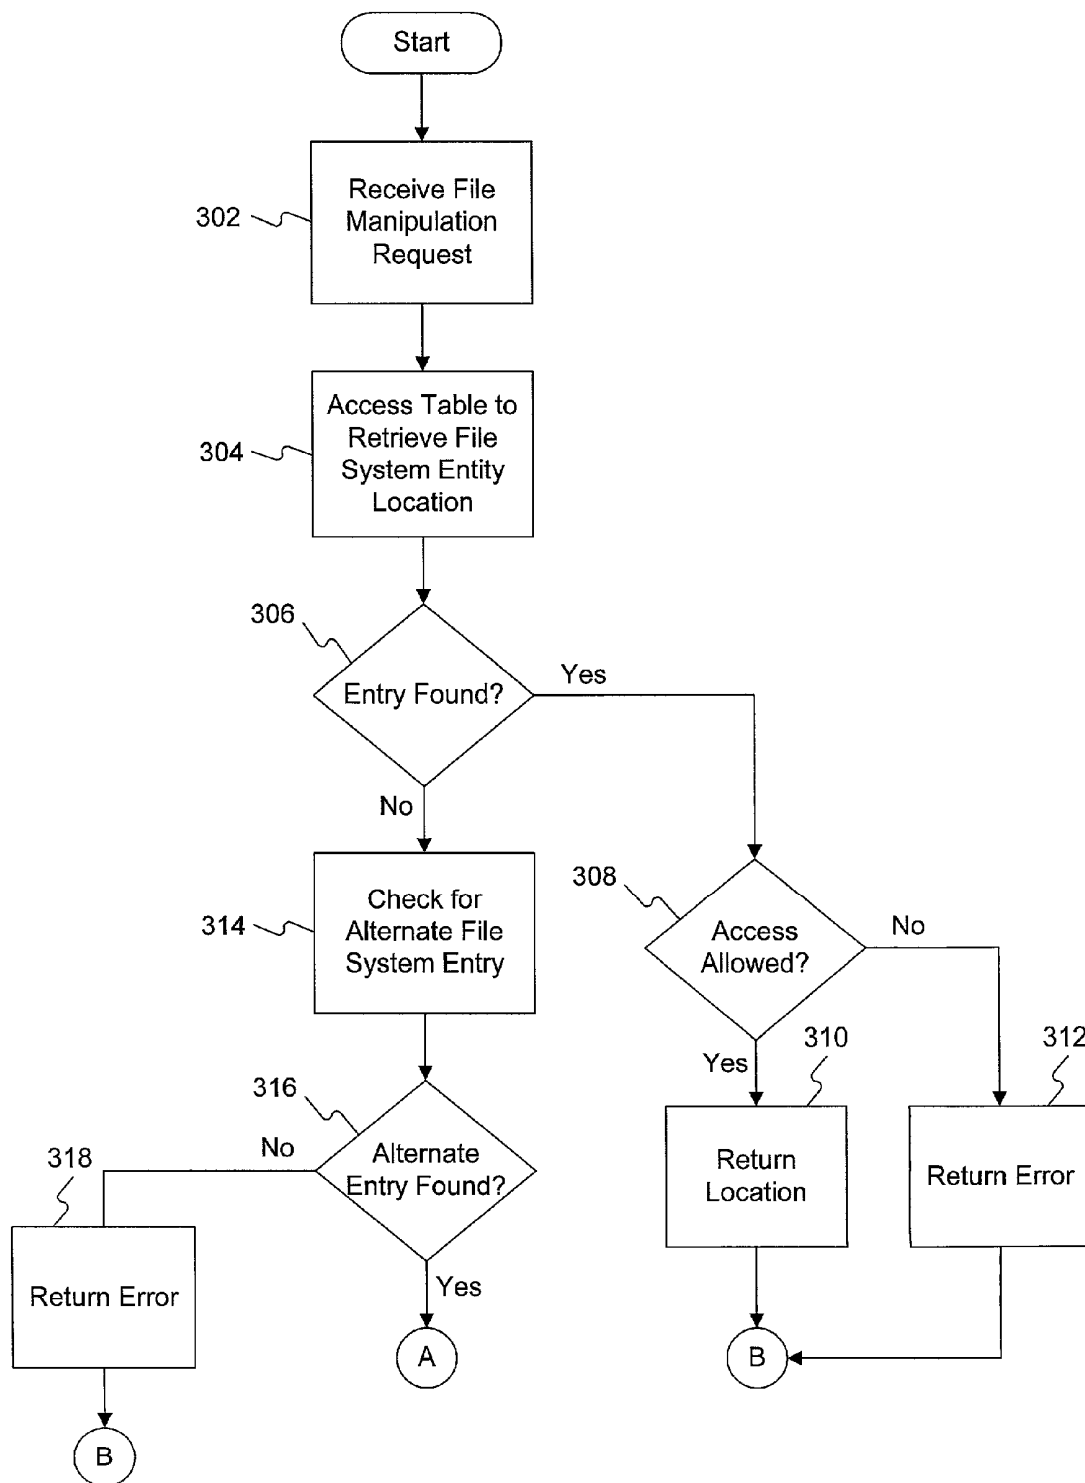 Start
302
Receive File
Manipulation
Request
304
Access Table to
Retrieve File
System Entity
Location
306
Entry Found?
Yes
No
314
Check for
Alternate File
System Entry
308
Access
Allowed?
No
Yes
310
312
Return
Location
Return Error
316
Alternate
Entry Found?
No
318
Return Error
Yes
A
B
B